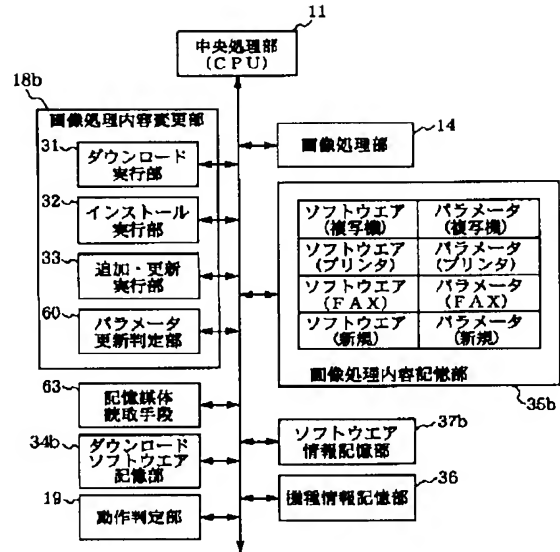 11
中央処理部
(CPU)
18b
画像処理内容変更部
31
ダウンロード
実行部
32
インストール
実行部
33
追加・更新
実行部
60
パラメータ
更新判定部
63
記憶媒体
読取手段
34b
ダウンロード
ソフトウエア
記憶部
19
動作判定部
14
画像処理部
ソフトウエア
(複写機)
パラメータ
(複写機)
ソフトウエア
(プリンタ)
パラメータ
(プリンタ)
ソフトウエア
(FAX)
パラメータ
(FAX)
ソフトウエア
(新規)
パラメータ
(新規)
画像処理内容記憶部
35b
37b
ソフトウエア
情報記憶部
36
機種情報記憶部